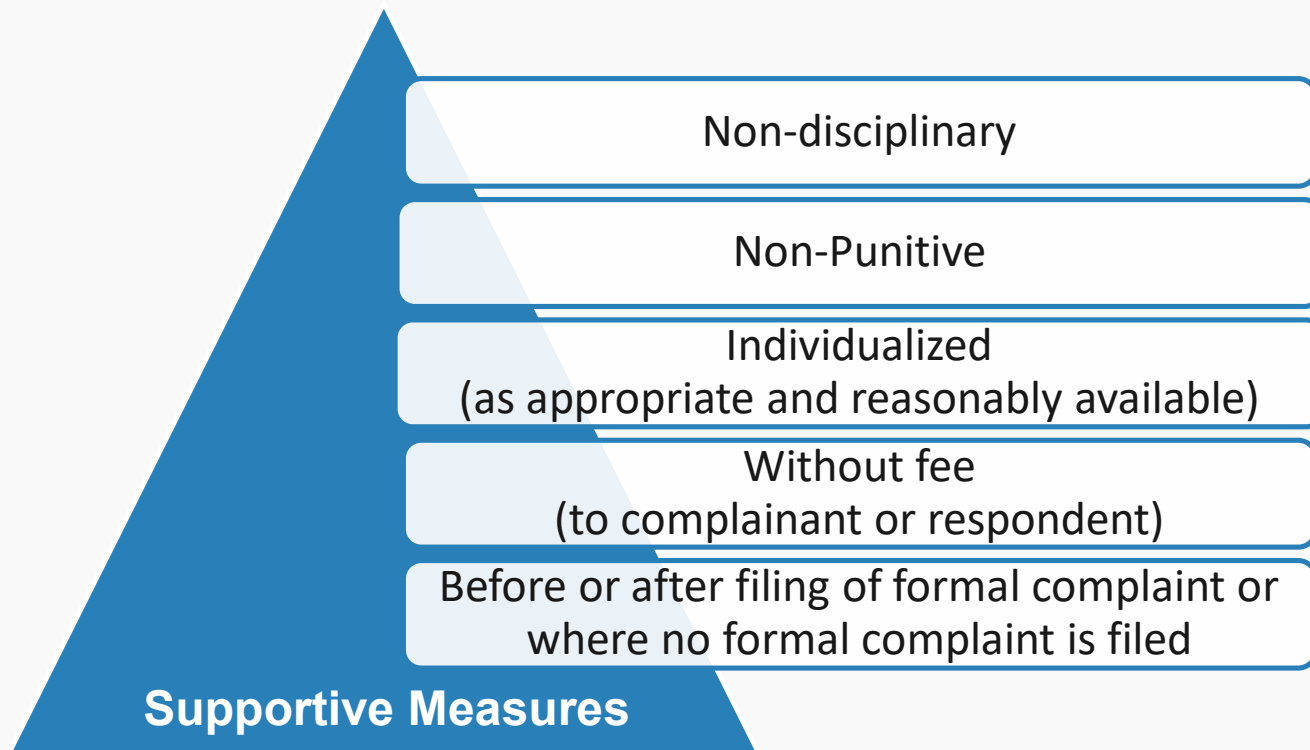 Non-disciplinary
Non-Punitive
Individualized
(as appropriate and reasonably available)
Without fee
(to complainant or respondent)
Before or after filing of formal complaint or
where no formal complaint is filed
Supportive Measures